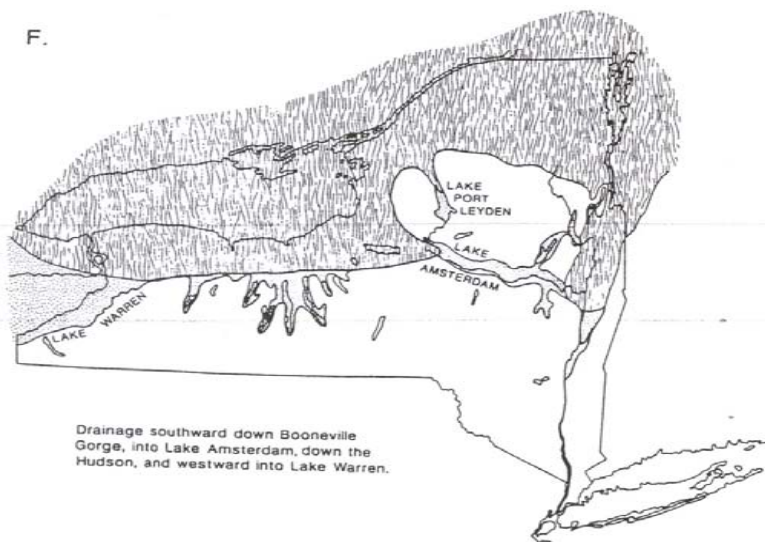 F.
LAKE
PORT
LEYDEN
LAKE
AMSTERDAM
LAKE WARREN
Drainage southward down Booneville
Gorge, into Lake Amsterdam, down the
Hudson, and westward into Lake Warren.